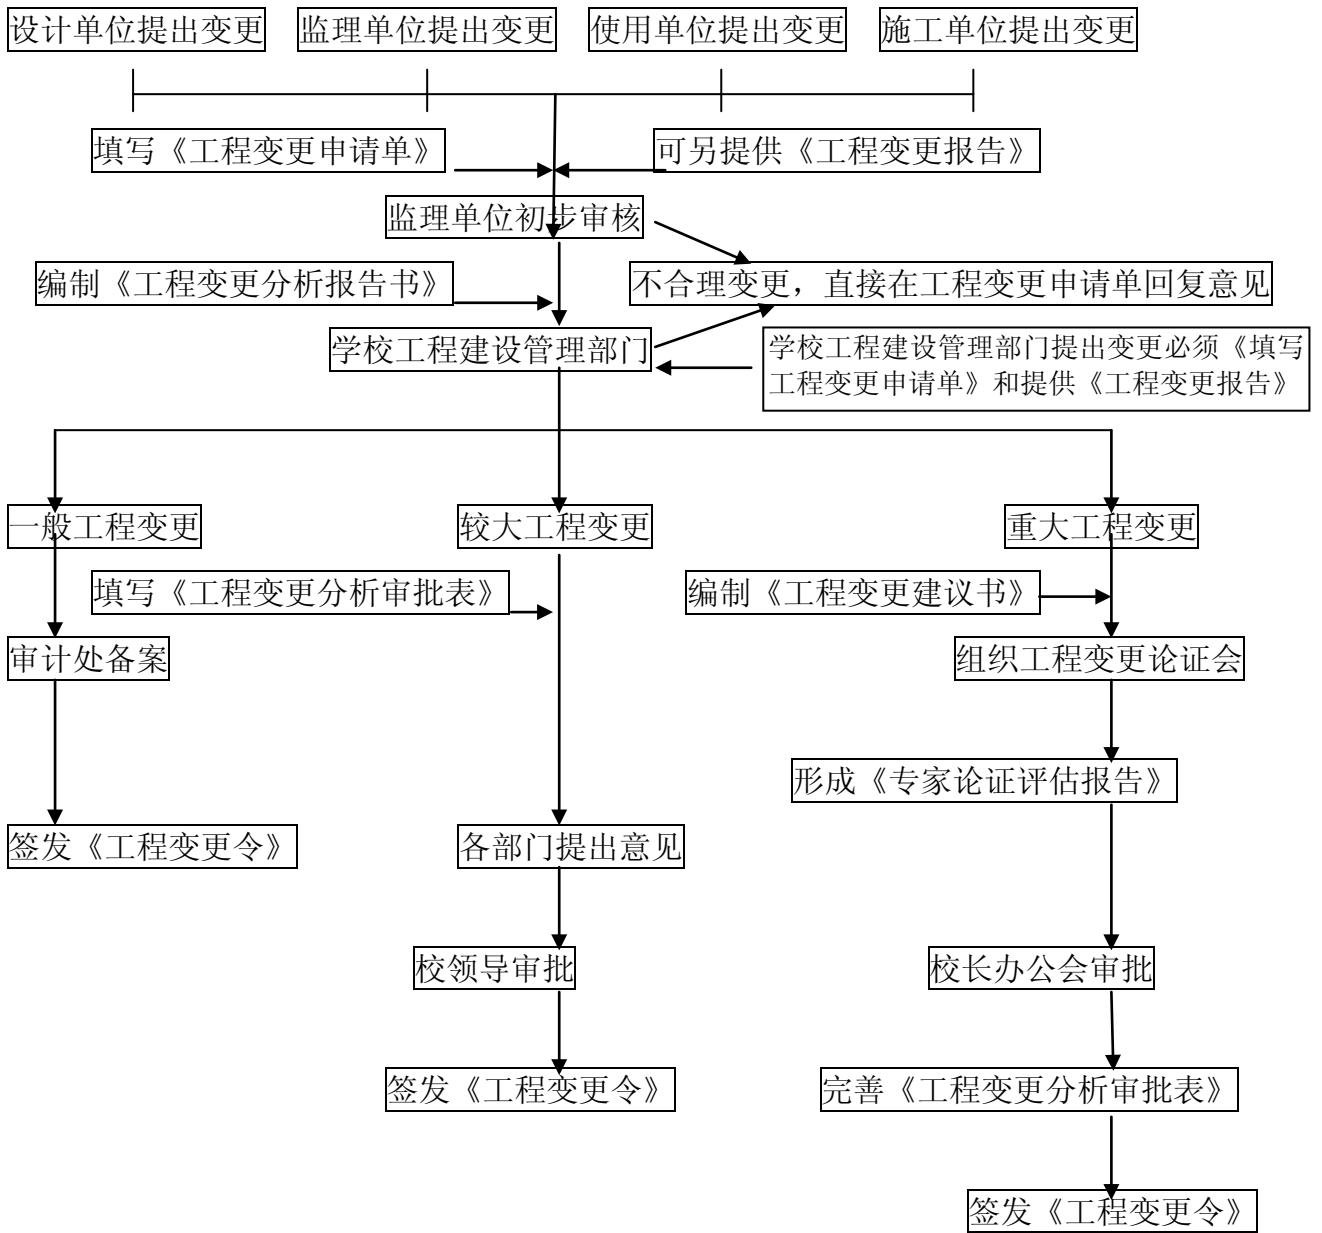 设计单位提出变更
监理单位提出变更
使用单位提出变更
施工单位提出变更
填写《工程变更申请单》
可另提供《工程变更报告》
监理单位初步审核
编制《工程变更分析报告书》
不合理变更，直接在工程变更申请单回复意见
学校工程建设管理部门
学校工程建设管理部门提出变更必须《填写
工程变更申请单》和提供《工程变更报告》
一般工程变更
较大工程变更
重大工程变更
填写《工程变更分析审批表》
编制《工程变更建议书》
审计处备案
组织工程变更论证会
形成《专家论证评估报告》
签发《工程变更令》
各部门提出意见
校领导审批
校长办公会审批
签发《工程变更令》
完善《工程变更分析审批表》
签发《工程变更令》